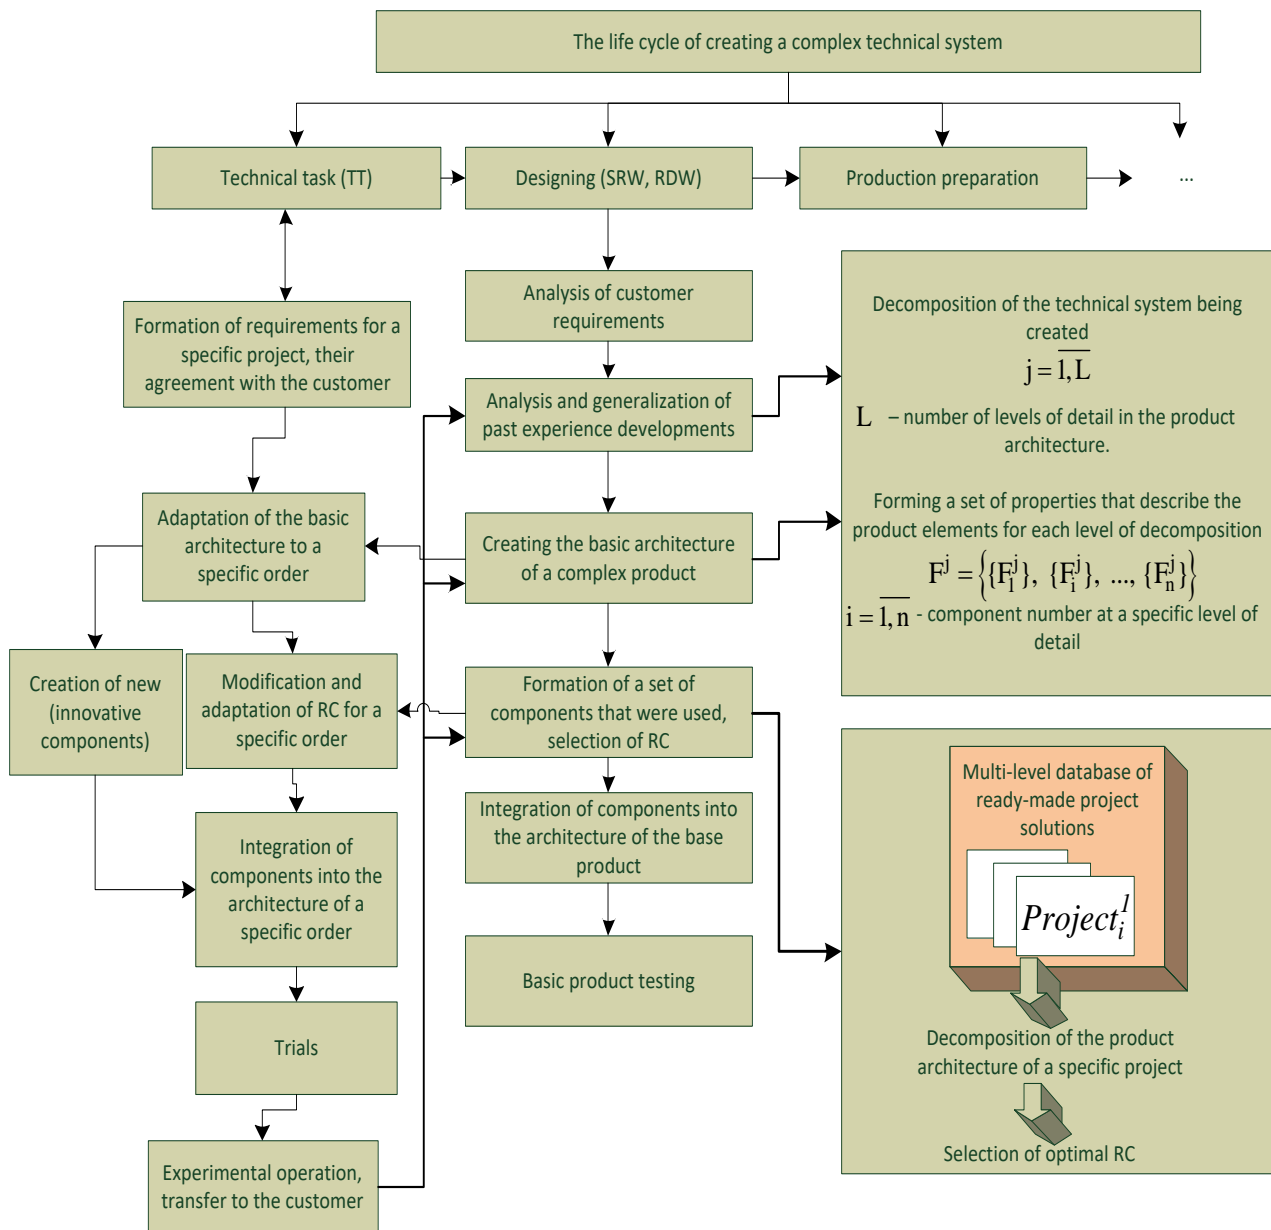 The life cycle of creating a complex technical system
Technical task (TT)
Designing (SRW, RDW)
Production preparation
...
Formation of requirements for a
specific project, their
agreement with the customer
Adaptation of the basic
architecture to a
specific order
Creation of new
(innovative
components)
Modification and
adaptation of RC for a
specific order
Integration of
components into the
architecture of a
specific order
Trials
Experimental operation,
transfer to the customer
Analysis of customer
requirements
Analysis and generalization of
past experience developments
Creating the basic architecture
of a complex product
Formation of a set of
components that were used,
selection of RC
Integration of components into
the architecture of the base
product
Basic product testing
Decomposition of the technical system being
created
j = \overline{1, L}
L – number of levels of detail in the product
architecture.
Forming a set of properties that describe the
product elements for each level of decomposition
F^j = {{F_1^j}, {F_i^j}, ..., {F_n^j}}
i = \overline{1, n} - component number at a specific level of
detail
Multi-level database of
ready-made project
solutions
Project_i^1
Decomposition of the product
architecture of a specific project
Selection of optimal RC